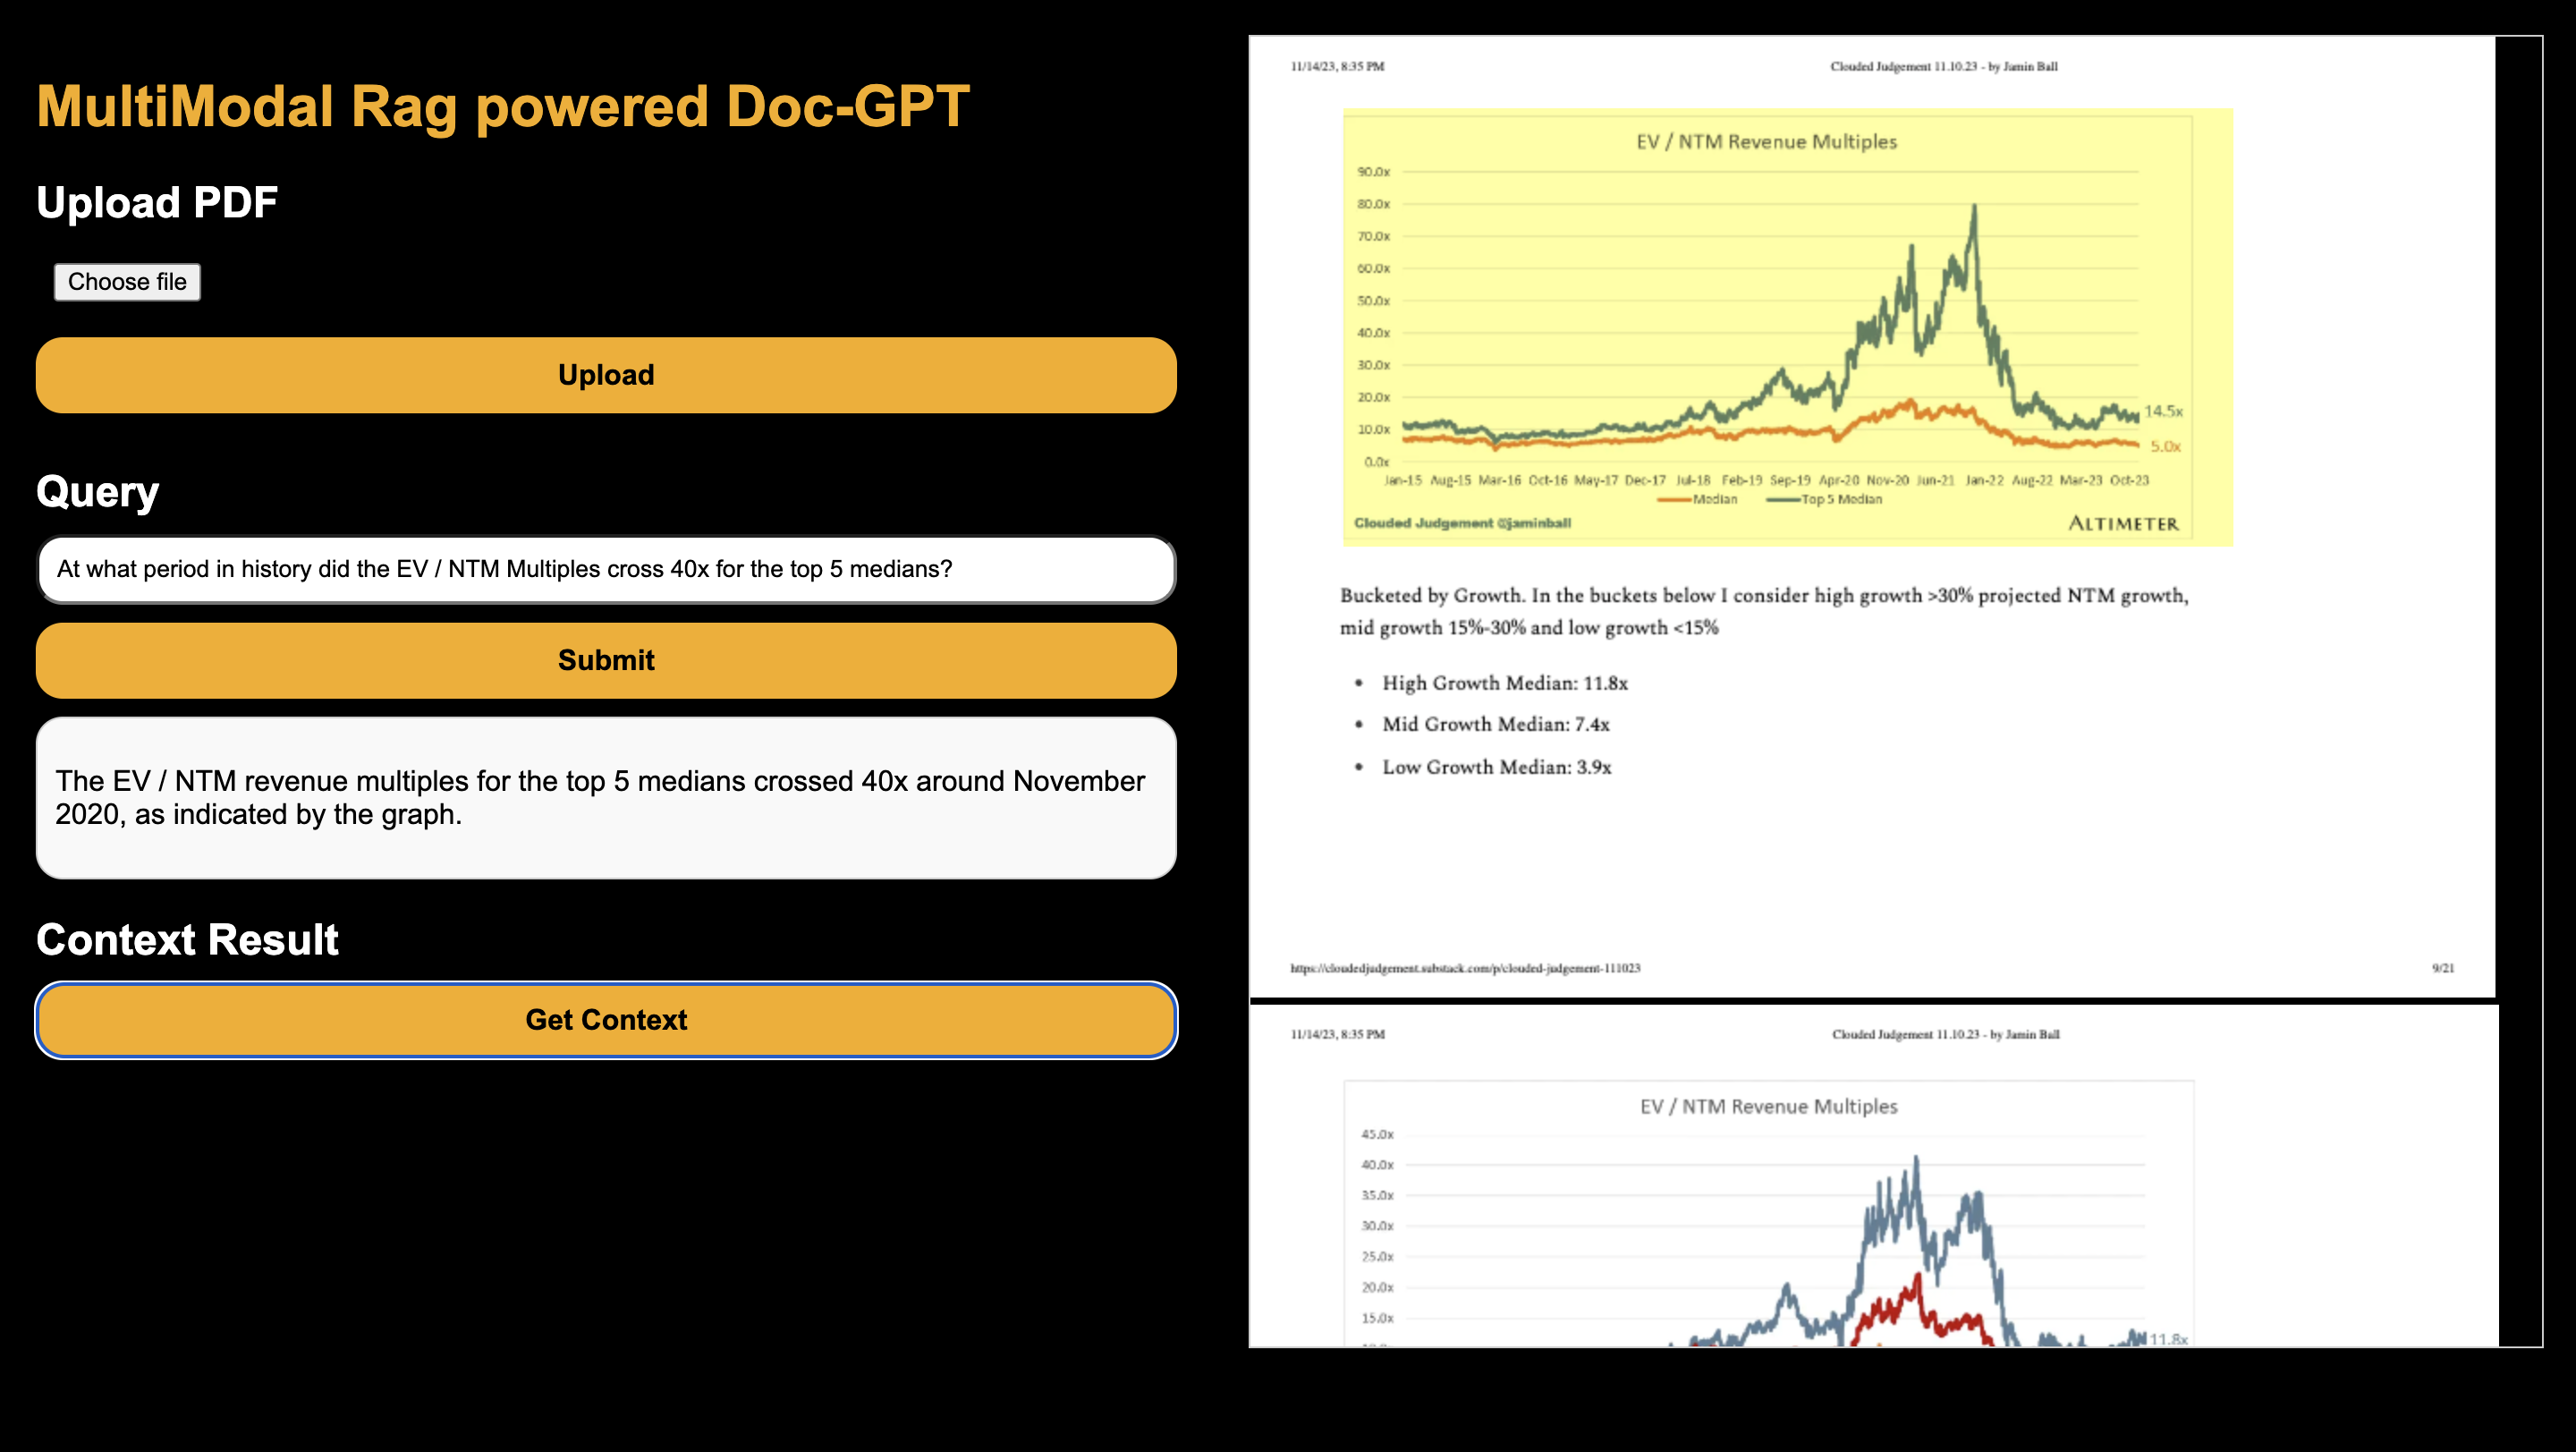 MultiModal Rag powered Doc-GPT
Upload PDF
Choose file
Upload
Query
At what period in history did the EV / NTM Multiples cross 40x for the top 5 medians?
Submit
The EV / NTM revenue multiples for the top 5 medians crossed 40x around November
2020, as indicated by the graph.
Context Result
Get Context
11/14/23, 8:35 PM Clouded Judgement 11.10.23 - by Jamin Ball
EV / NTM Revenue Multiples
90.0x
80.0x
70.0x
60.0x
50.0x
40.0x
30.0x
20.0x
10.0x
0.0x
14.5x
5.0x
Jan-15 Aug-15 Mar-16 Oct-16 May-17 Dec-17 Jul-18 Feb-19 Sep-19 Apr-20 Nov-20 Jun-21 Jan-22 Aug-22 Mar-23 Oct-23
Median Top 5 Median
Clouded Judgement @jaminball ALTIMETER
Bucketed by Growth. In the buckets below I consider high growth >30% projected NTM growth,
mid growth 15%-30% and low growth <15%
• High Growth Median: 11.8x
• Mid Growth Median: 7.4x
• Low Growth Median: 3.9x
https://cloudedjudgement.substack.com/p/clouded-judgement-111023 9/21
11/14/23, 8:35 PM Clouded Judgement 11.10.23 - by Jamin Ball
EV / NTM Revenue Multiples
45.0x
40.0x
35.0x
30.0x
25.0x
20.0x
15.0x
11.8x